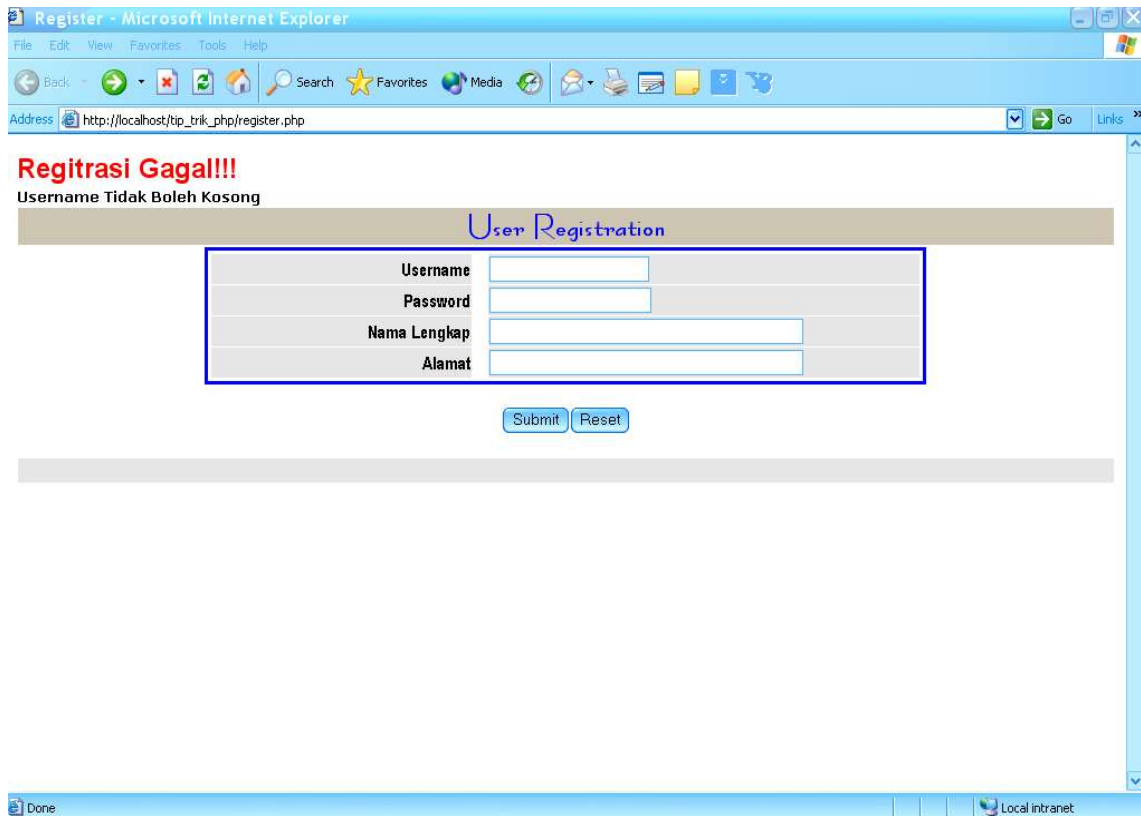 Register - Microsoft Internet Explorer
File Edit View Favorites Tools Help
Back Search Favorites Media
Address http://localhost/tip_trik_php/register.php Go Links »
Regitrasi Gagal!!!
Username Tidak Boleh Kosong
User Registration
Username
Password
Nama Lengkap
Alamat
Submit Reset
Done Local intranet